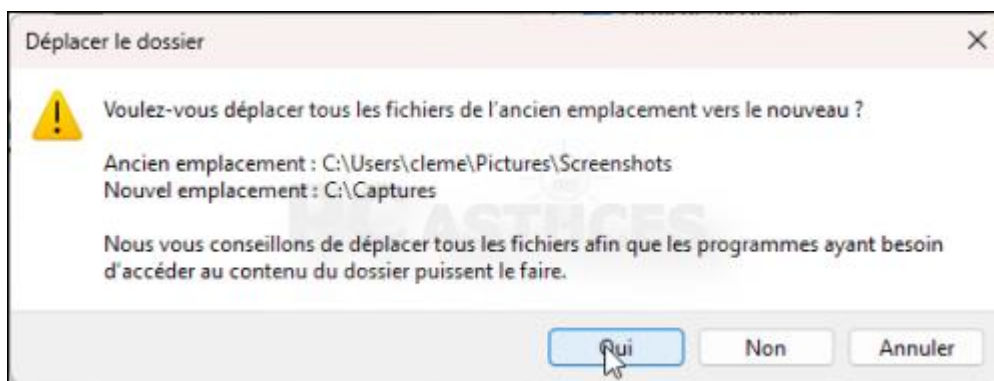 Déplacer le dossier
Voulez-vous déplacer tous les fichiers de l'ancien emplacement vers le nouveau ?
Ancien emplacement : C:\Users\cleme\Pictures\Screenshots
Nouvel emplacement : C:\Captures
PC ASTUCES
Nous vous conseillons de déplacer tous les fichiers afin que les programmes ayant besoin
d'accéder au contenu du dossier puissent le faire.
Oui Non Annuler